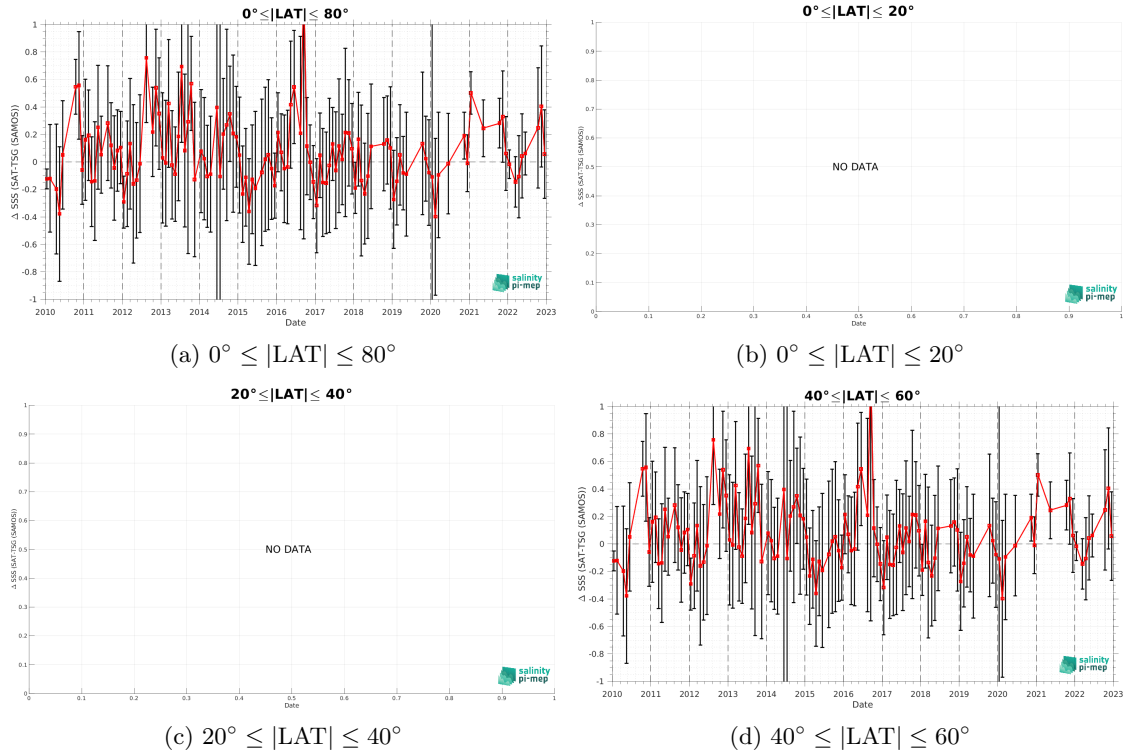 0°≤|LAT|≤ 80°
Δ SSS (SAT-TSG (SAMOS))
1
0.8
0.6
0.4
0.2
0
-0.2
-0.4
-0.6
-0.8
-1
2010 2011 2012 2013 2014 2015 2016 2017 2018 2019 2020 2021 2022 2023
Date
salinity
pi-mep
(a) 0° ≤ |LAT| ≤ 80°
0°≤|LAT|≤ 20°
Δ SSS (SAT-TSG (SAMOS))
1
0.9
0.8
0.7
0.6
0.5
0.4
0.3
0.2
0.1
0
NO DATA
0 0.1 0.2 0.3 0.4 0.5 0.6 0.7 0.8 0.9 1
Date
salinity
pi-mep
(b) 0° ≤ |LAT| ≤ 20°
20°≤|LAT|≤ 40°
Δ SSS (SAT-TSG (SAMOS))
1
0.9
0.8
0.7
0.6
0.5
0.4
0.3
0.2
0.1
0
NO DATA
0 0.1 0.2 0.3 0.4 0.5 0.6 0.7 0.8 0.9 1
Date
salinity
pi-mep
(c) 20° ≤ |LAT| ≤ 40°
40°≤|LAT|≤ 60°
Δ SSS (SAT-TSG (SAMOS))
1
0.8
0.6
0.4
0.2
0
-0.2
-0.4
-0.6
-0.8
-1
2010 2011 2012 2013 2014 2015 2016 2017 2018 2019 2020 2021 2022 2023
Date
salinity
pi-mep
(d) 40° ≤ |LAT| ≤ 60°